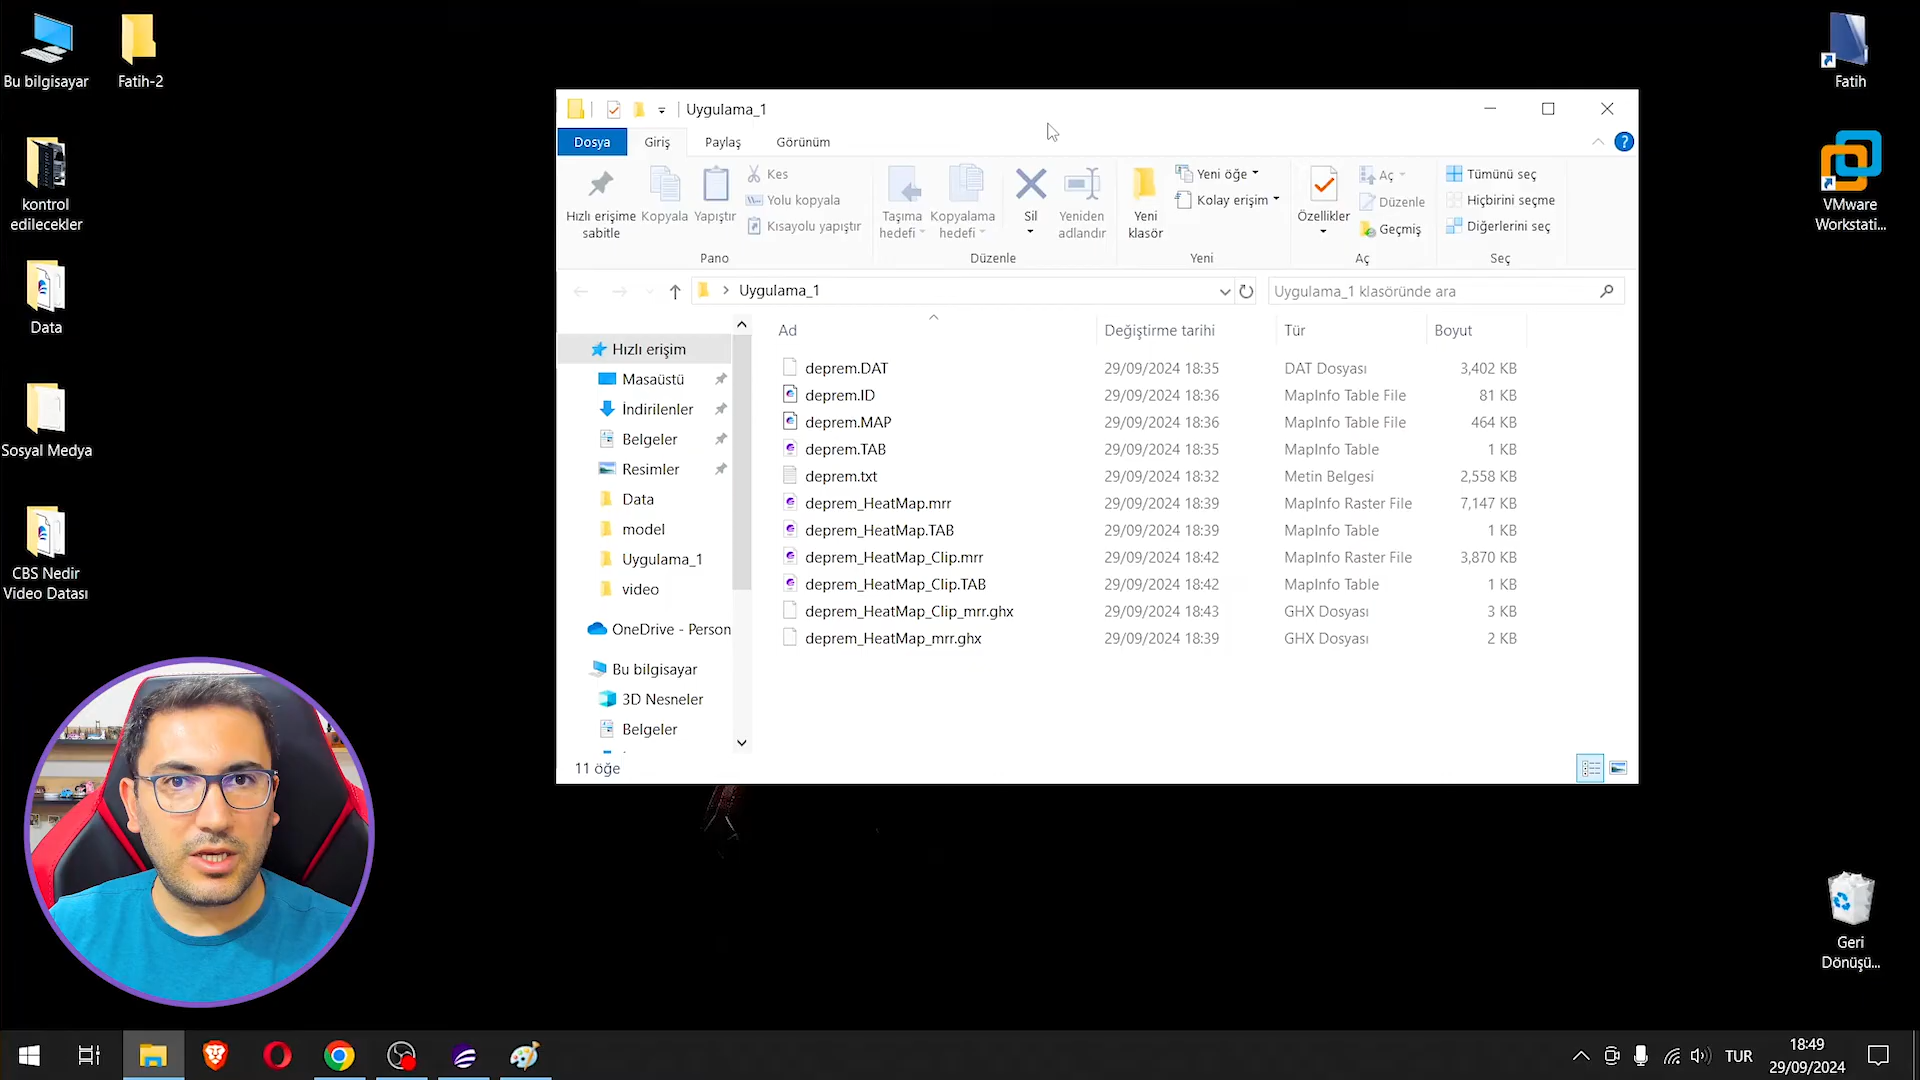 Bu bilgisayar
Fatih-2
kontrol
edilecekler
Data
Sosyal Medya
CBS Nedir
Video Datası
Fatih
VMware
Workstati...
Geri
Dönüşü...
Uygulama_1
Dosya
Giriş
Paylaş
Görünüm
Hızlı erişime
sabitle
Kopyala
Yapıştır
Kes
Yolu kopyala
Kısayolu yapıştır
Pano
Taşıma
hedefi
Kopyalama
hedefi
Sil
Yeniden
adlandır
Düzenle
Yeni
klasör
Yeni öğe
Kolay erişim
Yeni
Özellikler
Aç
Düzenle
Geçmiş
Aç
Tümünü seç
Hiçbirini seçme
Diğerlerini seç
Seç
Uygulama_1
Uygulama_1 klasöründe ara
Hızlı erişim
Masaüstü
İndirilenler
Belgeler
Resimler
Data
model
Uygulama_1
video
OneDrive - Person
Bu bilgisayar
3D Nesneler
Belgeler
Ad Değiştirme tarihi Tür Boyut
deprem.DAT 29/09/2024 18:35 DAT Dosyası 3,402 KB
deprem.ID 29/09/2024 18:36 MapInfo Table File 81 KB
deprem.MAP 29/09/2024 18:36 MapInfo Table File 464 KB
deprem.TAB 29/09/2024 18:35 MapInfo Table 1 KB
deprem.txt 29/09/2024 18:32 Metin Belgesi 2,558 KB
deprem_HeatMap.mrr 29/09/2024 18:39 MapInfo Raster File 7,147 KB
deprem_HeatMap.TAB 29/09/2024 18:39 MapInfo Table 1 KB
deprem_HeatMap_Clip.mrr 29/09/2024 18:42 MapInfo Raster File 3,870 KB
deprem_HeatMap_Clip.TAB 29/09/2024 18:42 MapInfo Table 1 KB
deprem_HeatMap_Clip_mrr.ghx 29/09/2024 18:43 GHX Dosyası 3 KB
deprem_HeatMap_mrr.ghx 29/09/2024 18:39 GHX Dosyası 2 KB
11 öğe
TUR
18:49
29/09/2024